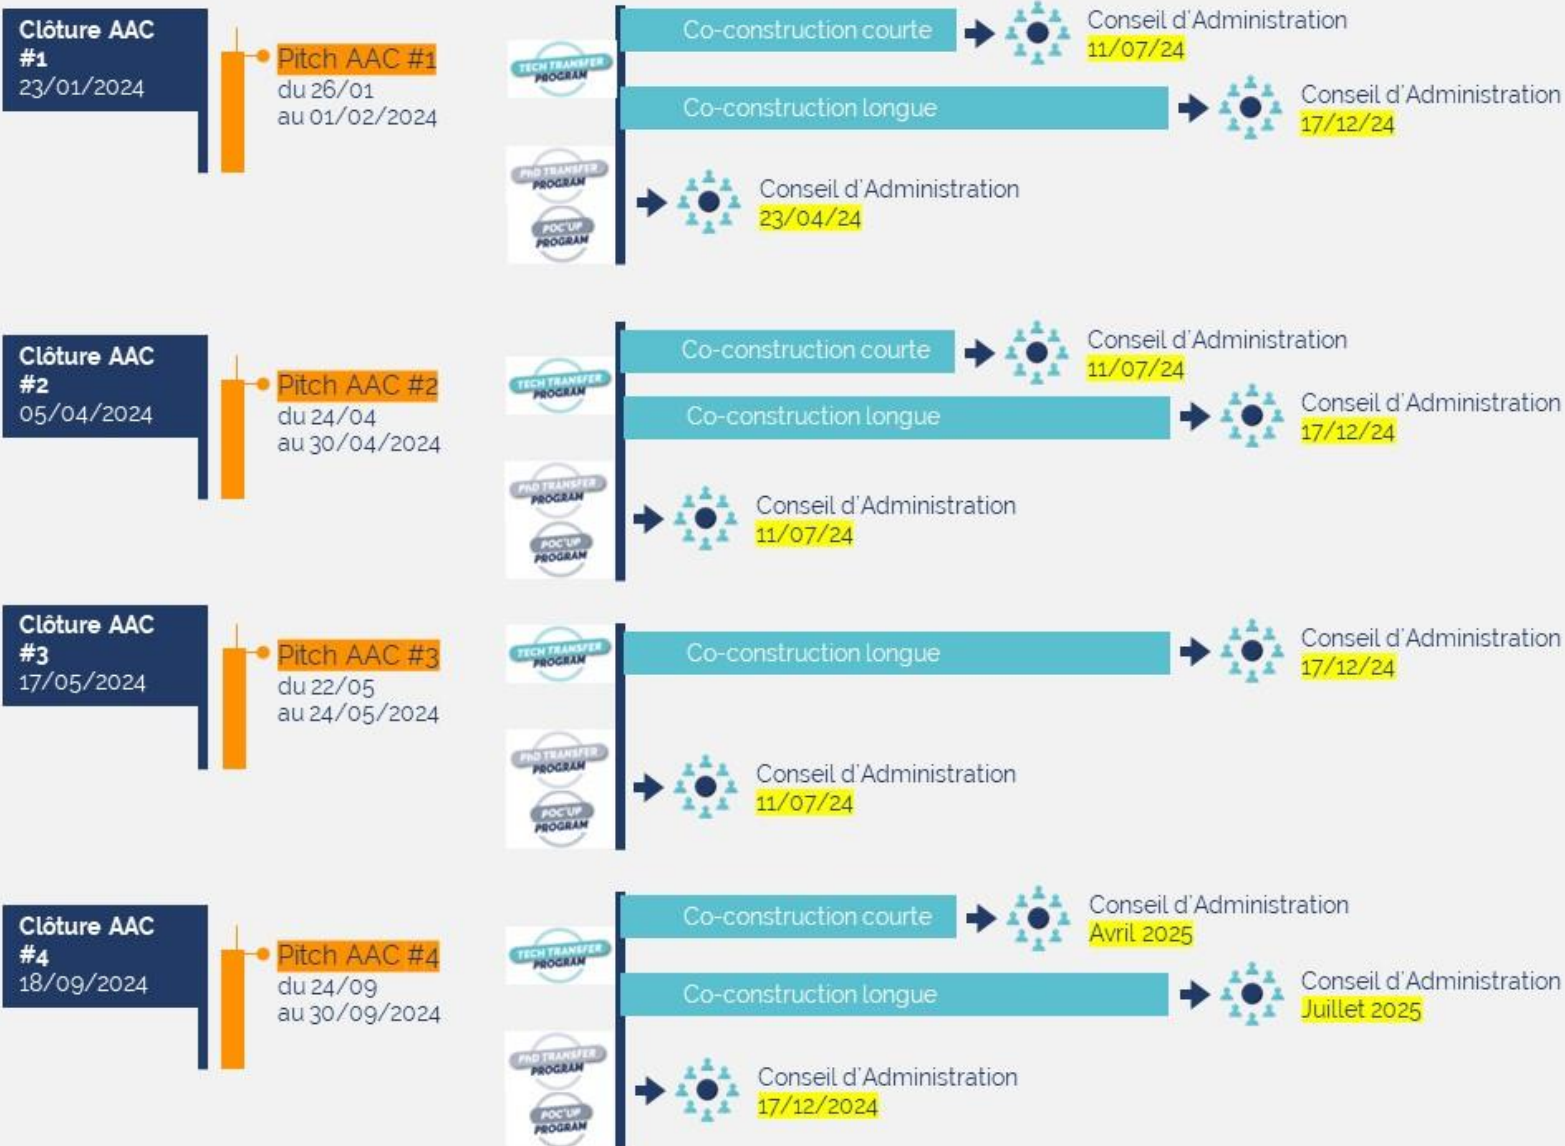 Clôture AAC
#1
23/01/2024
Pitch AAC #1
du 26/01
au 01/02/2024
TECH TRANSFER
PROGRAM
Co-construction courte
Conseil d'Administration
11/07/24
Co-construction longue
Conseil d'Administration
17/12/24
PhD TRANSFER
PROGRAM
POC'UP
PROGRAM
Conseil d'Administration
23/04/24
Clôture AAC
#2
05/04/2024
Pitch AAC #2
du 24/04
au 30/04/2024
TECH TRANSFER
PROGRAM
Co-construction courte
Conseil d'Administration
11/07/24
Co-construction longue
Conseil d'Administration
17/12/24
PhD TRANSFER
PROGRAM
POC'UP
PROGRAM
Conseil d'Administration
11/07/24
Clôture AAC
#3
17/05/2024
Pitch AAC #3
du 22/05
au 24/05/2024
TECH TRANSFER
PROGRAM
Co-construction longue
Conseil d'Administration
17/12/24
PhD TRANSFER
PROGRAM
POC'UP
PROGRAM
Conseil d'Administration
11/07/24
Clôture AAC
#4
18/09/2024
Pitch AAC #4
du 24/09
au 30/09/2024
TECH TRANSFER
PROGRAM
Co-construction courte
Conseil d'Administration
Avril 2025
Co-construction longue
Conseil d'Administration
Juillet 2025
PhD TRANSFER
PROGRAM
POC'UP
PROGRAM
Conseil d'Administration
17/12/2024